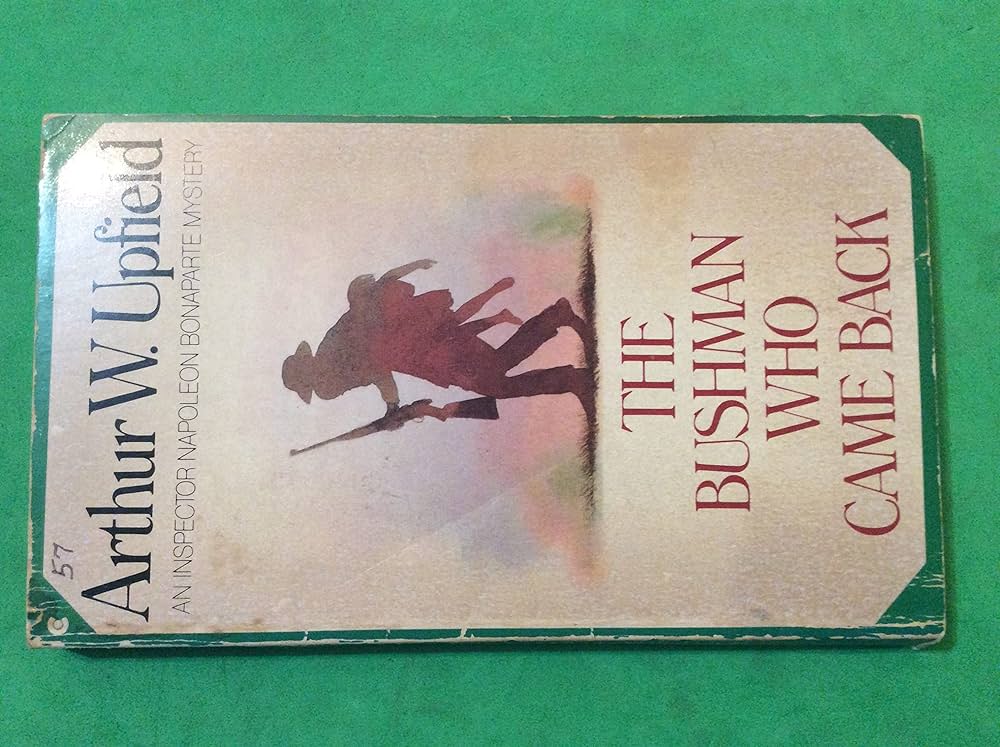 57
Arthur W. Upfield
AN INSPECTOR NAPOLEON BONAPARTE MYSTERY
THE
BUSHMAN
WHO
CAME BACK